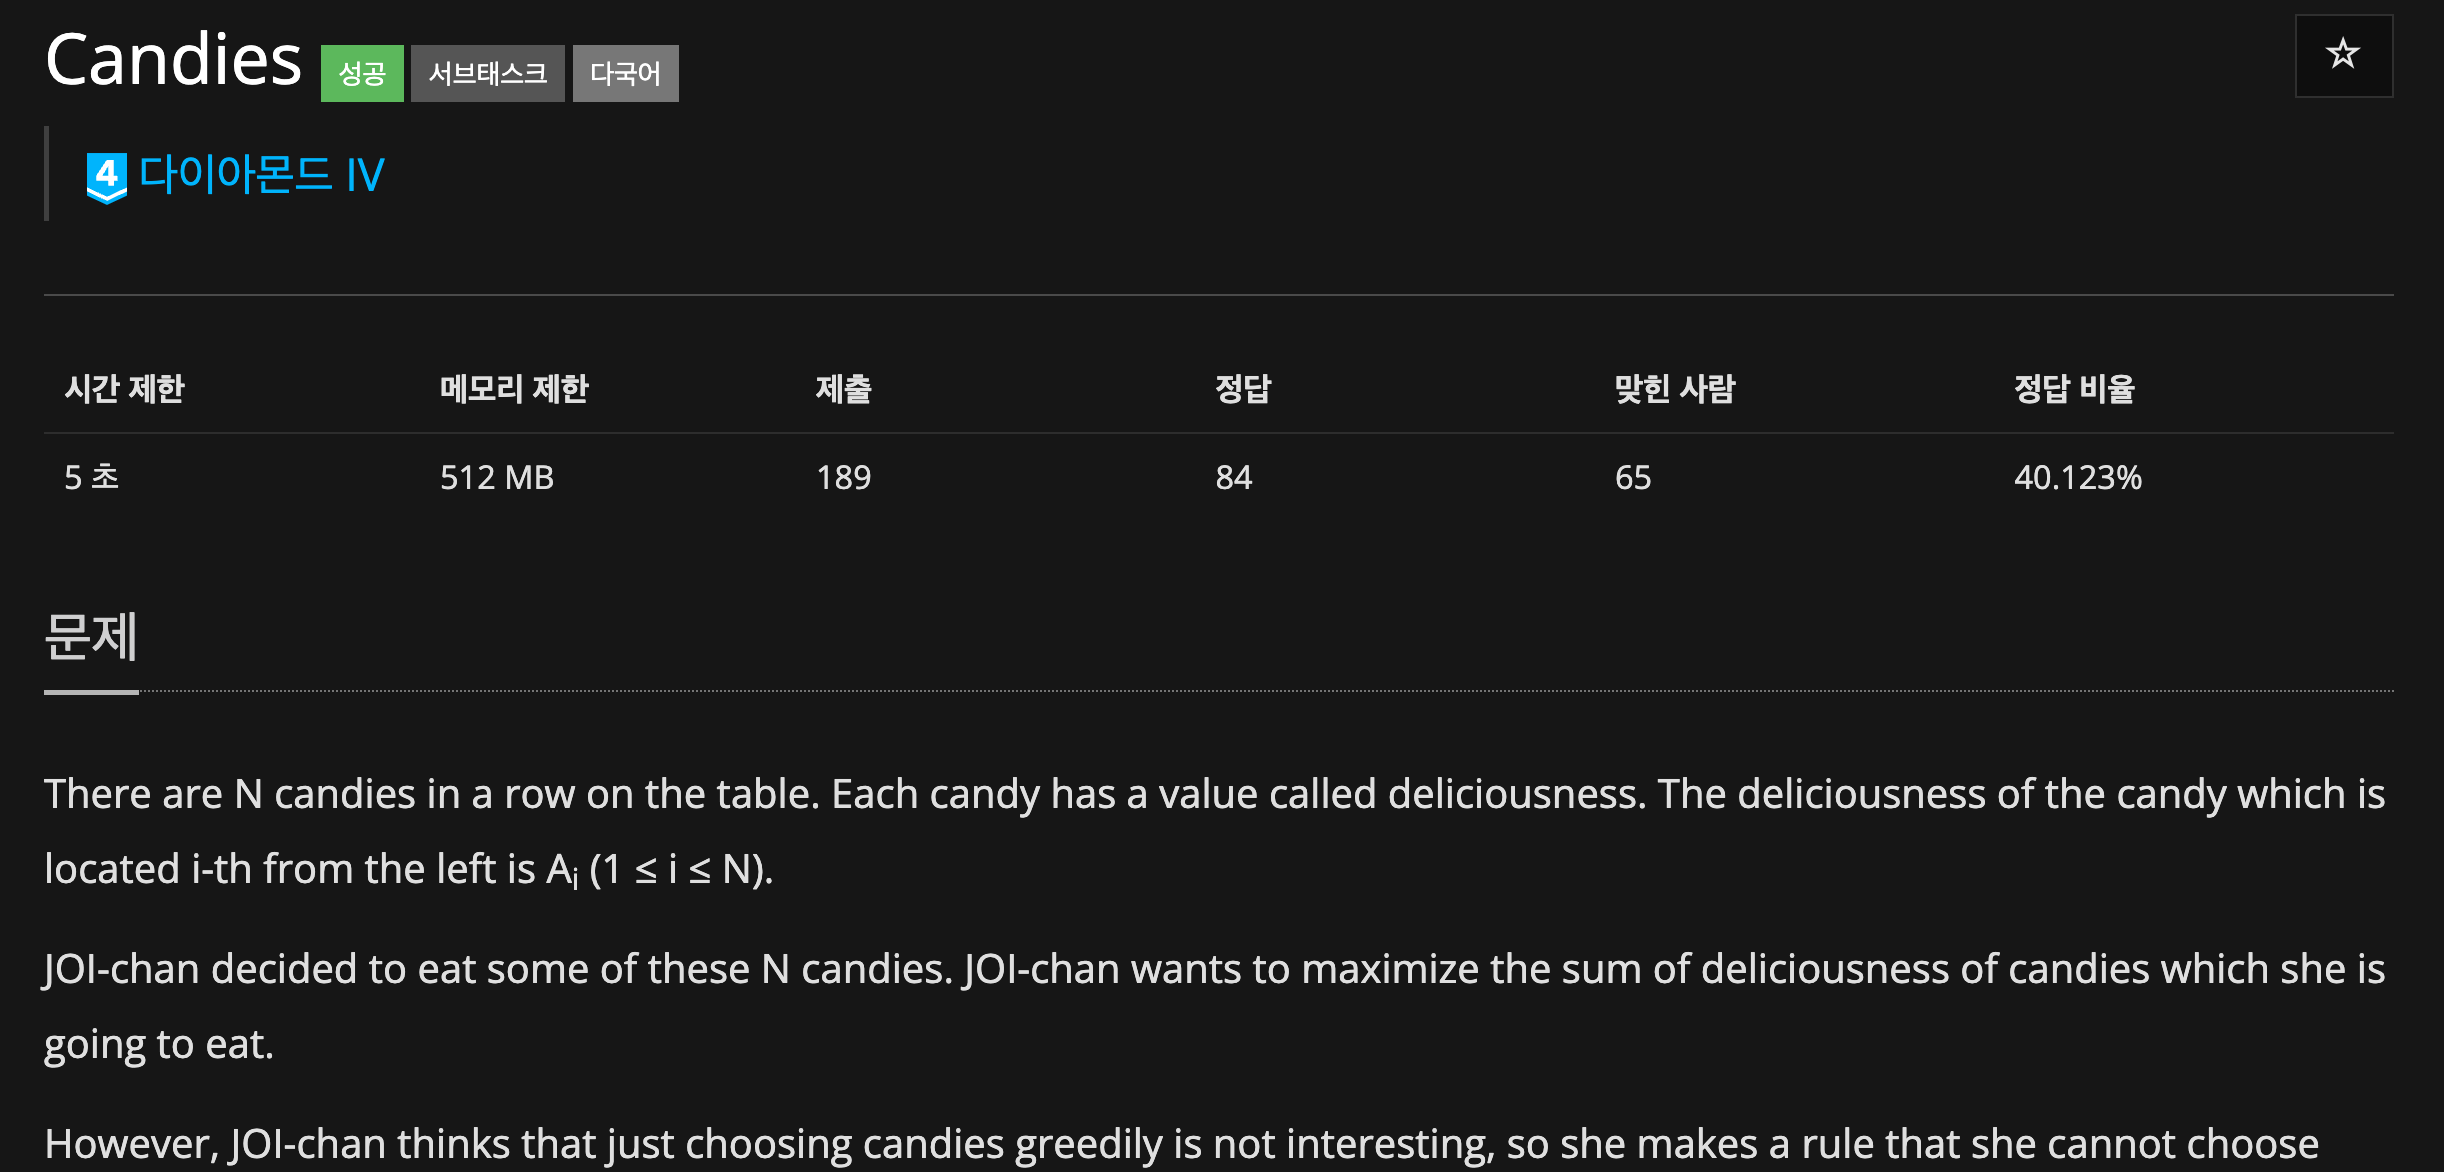 Candies 성공 서브태스크 다국어
4 다이아몬드 IV
시간 제한 메모리 제한 제출 정답 맞힌 사람 정답 비율
5 초 512 MB 189 84 65 40.123%
문제
There are N candies in a row on the table. Each candy has a value called deliciousness. The deliciousness of the candy which is
located i-th from the left is Aᵢ (1 ≤ i ≤ N).
JOI-chan decided to eat some of these N candies. JOI-chan wants to maximize the sum of deliciousness of candies which she is
going to eat.
However, JOI-chan thinks that just choosing candies greedily is not interesting, so she makes a rule that she cannot choose